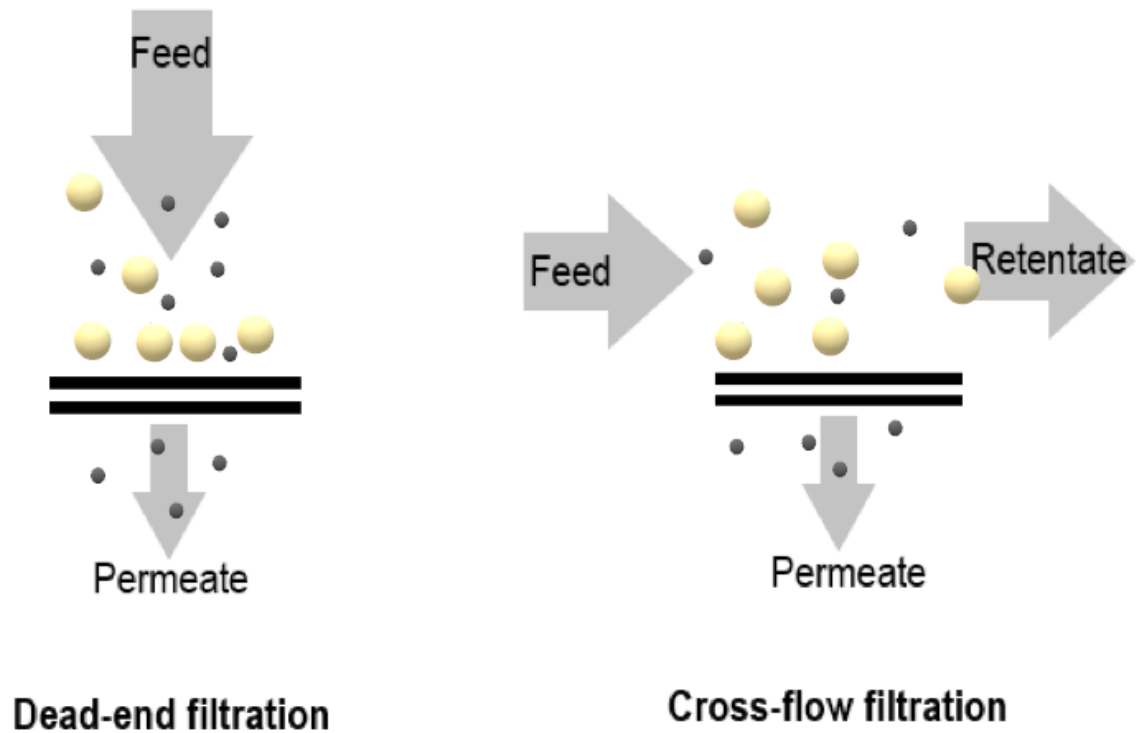 Feed
Permeate
Dead-end filtration
Feed
Retentate
Permeate
Cross-flow filtration